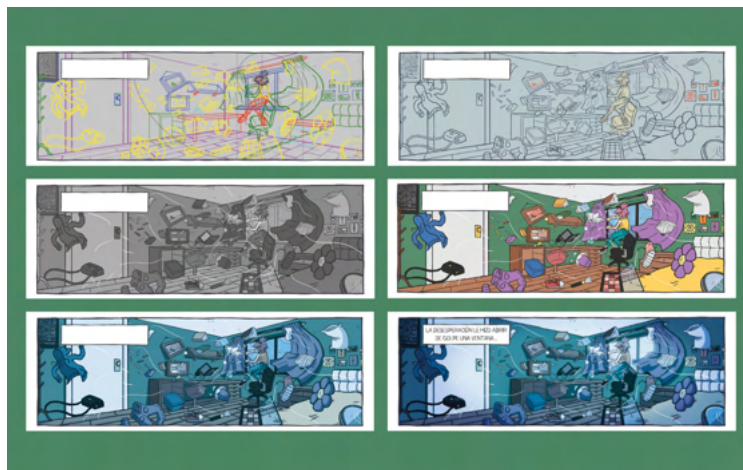 LA DESESPERACIÓN LE HIZO ABRIR
DE GOLPE UNA VENTANA...